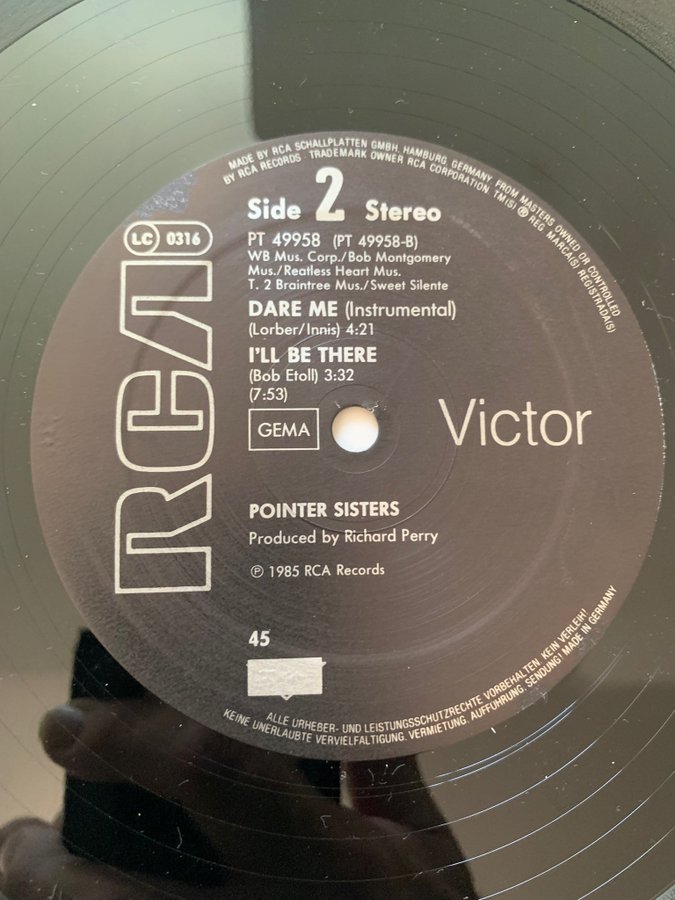 MADE BY RCA SCHALLPLATTEN GMBH, HAMBURG, GERMANY, FROM MASTERS OWNED OR CONTROLLED
BY RCA RECORDS · TRADEMARK OWNER RCA CORPORATION TM(S) ® REG. MARCA(S) REGISTRADA(S)
Side 2 Stereo
LC 0316
PT 49958 (PT 49958-B)
WB Mus. Corp./Bob Montgomery
Mus./Reatless Heart Mus.
T. 2 Braintree Mus./Sweet Silente
DARE ME (Instrumental)
(Lorber/Innis) 4:21
I'LL BE THERE
(Bob Etoll) 3:32
(7:53)
GEMA
RCA
Victor
POINTER SISTERS
Produced by Richard Perry
℗ 1985 RCA Records
45
ALLE URHEBER- UND LEISTUNGSSCHUTZRECHTE VORBEHALTEN. KEIN VERLEIH!
KEINE UNERLAUBTE VERVIELFÄLTIGUNG, VERMIETUNG, AUFFÜHRUNG, SENDUNG! MADE IN GERMANY